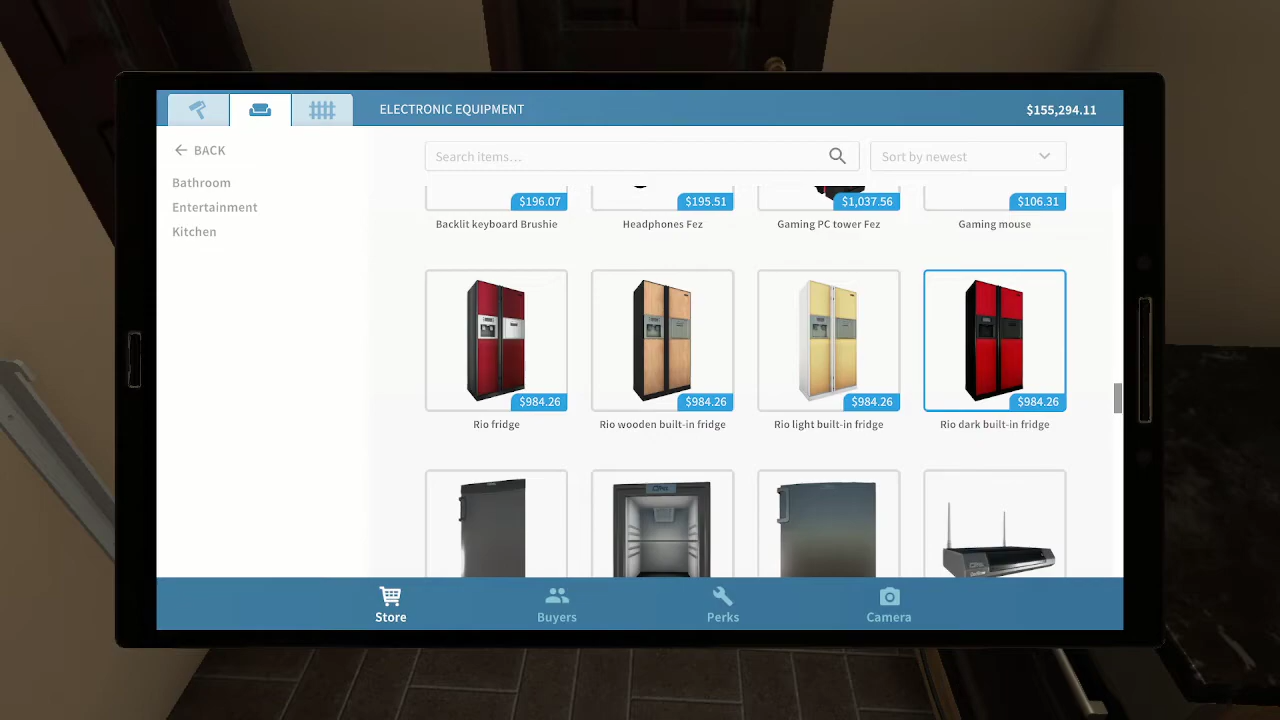 ELECTRONIC EQUIPMENT
$155,294.11
BACK
Bathroom
Entertainment
Kitchen
Search items...
Sort by newest
$196.07
$195.51
$1,037.56
$106.31
Backlit keyboard Brushie
Headphones Fez
Gaming PC tower Fez
Gaming mouse
$984.26
$984.26
$984.26
$984.26
Rio fridge
Rio wooden built-in fridge
Rio light built-in fridge
Rio dark built-in fridge
Store
Buyers
Perks
Camera